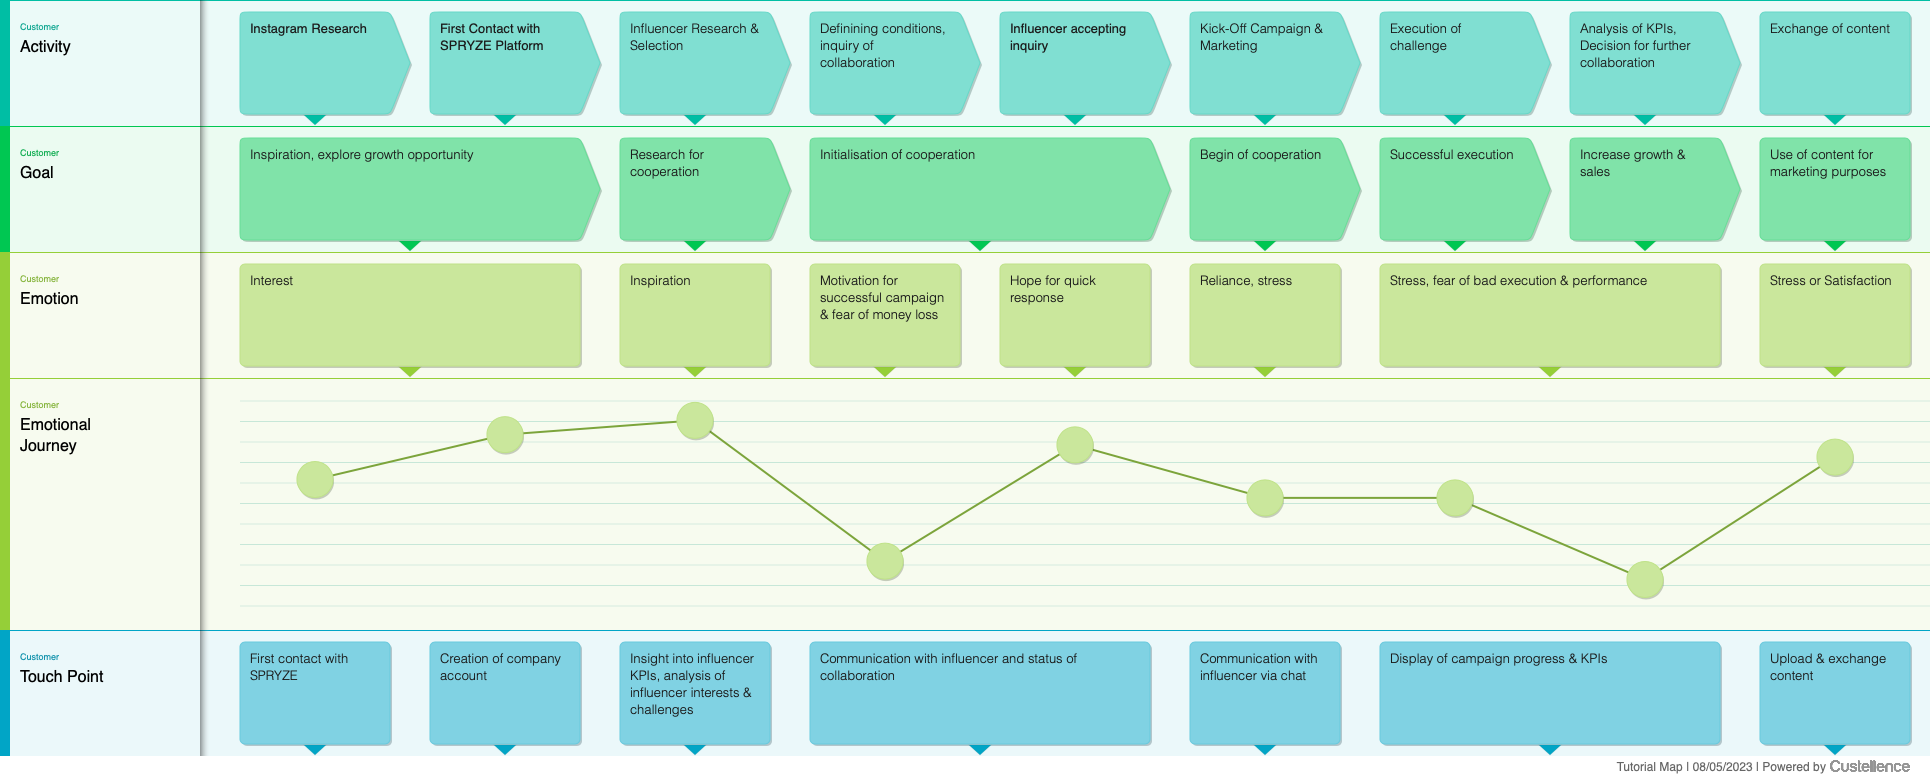 Customer
Activity
Instagram Research
First Contact with
SPRYZE Platform
Influencer Research &
Selection
Definining conditions,
inquiry of
collaboration
Influencer accepting
inquiry
Kick-Off Campaign &
Marketing
Execution of
challenge
Analysis of KPIs,
Decision for further
collaboration
Exchange of content
Customer
Goal
Inspiration, explore growth opportunity
Research for
cooperation
Initialisation of cooperation
Begin of cooperation
Successful execution
Increase growth &
sales
Use of content for
marketing purposes
Customer
Emotion
Interest
Inspiration
Motivation for
successful campaign
& fear of money loss
Hope for quick
response
Reliance, stress
Stress, fear of bad execution & performance
Stress or Satisfaction
Customer
Emotional
Journey
Customer
Touch Point
First contact with
SPRYZE
Creation of company
account
Insight into influencer
KPIs, analysis of
influencer interests &
challenges
Communication with influencer and status of
collaboration
Communication with
influencer via chat
Display of campaign progress & KPIs
Upload & exchange
content
Tutorial Map | 08/05/2023 | Powered by Custellence